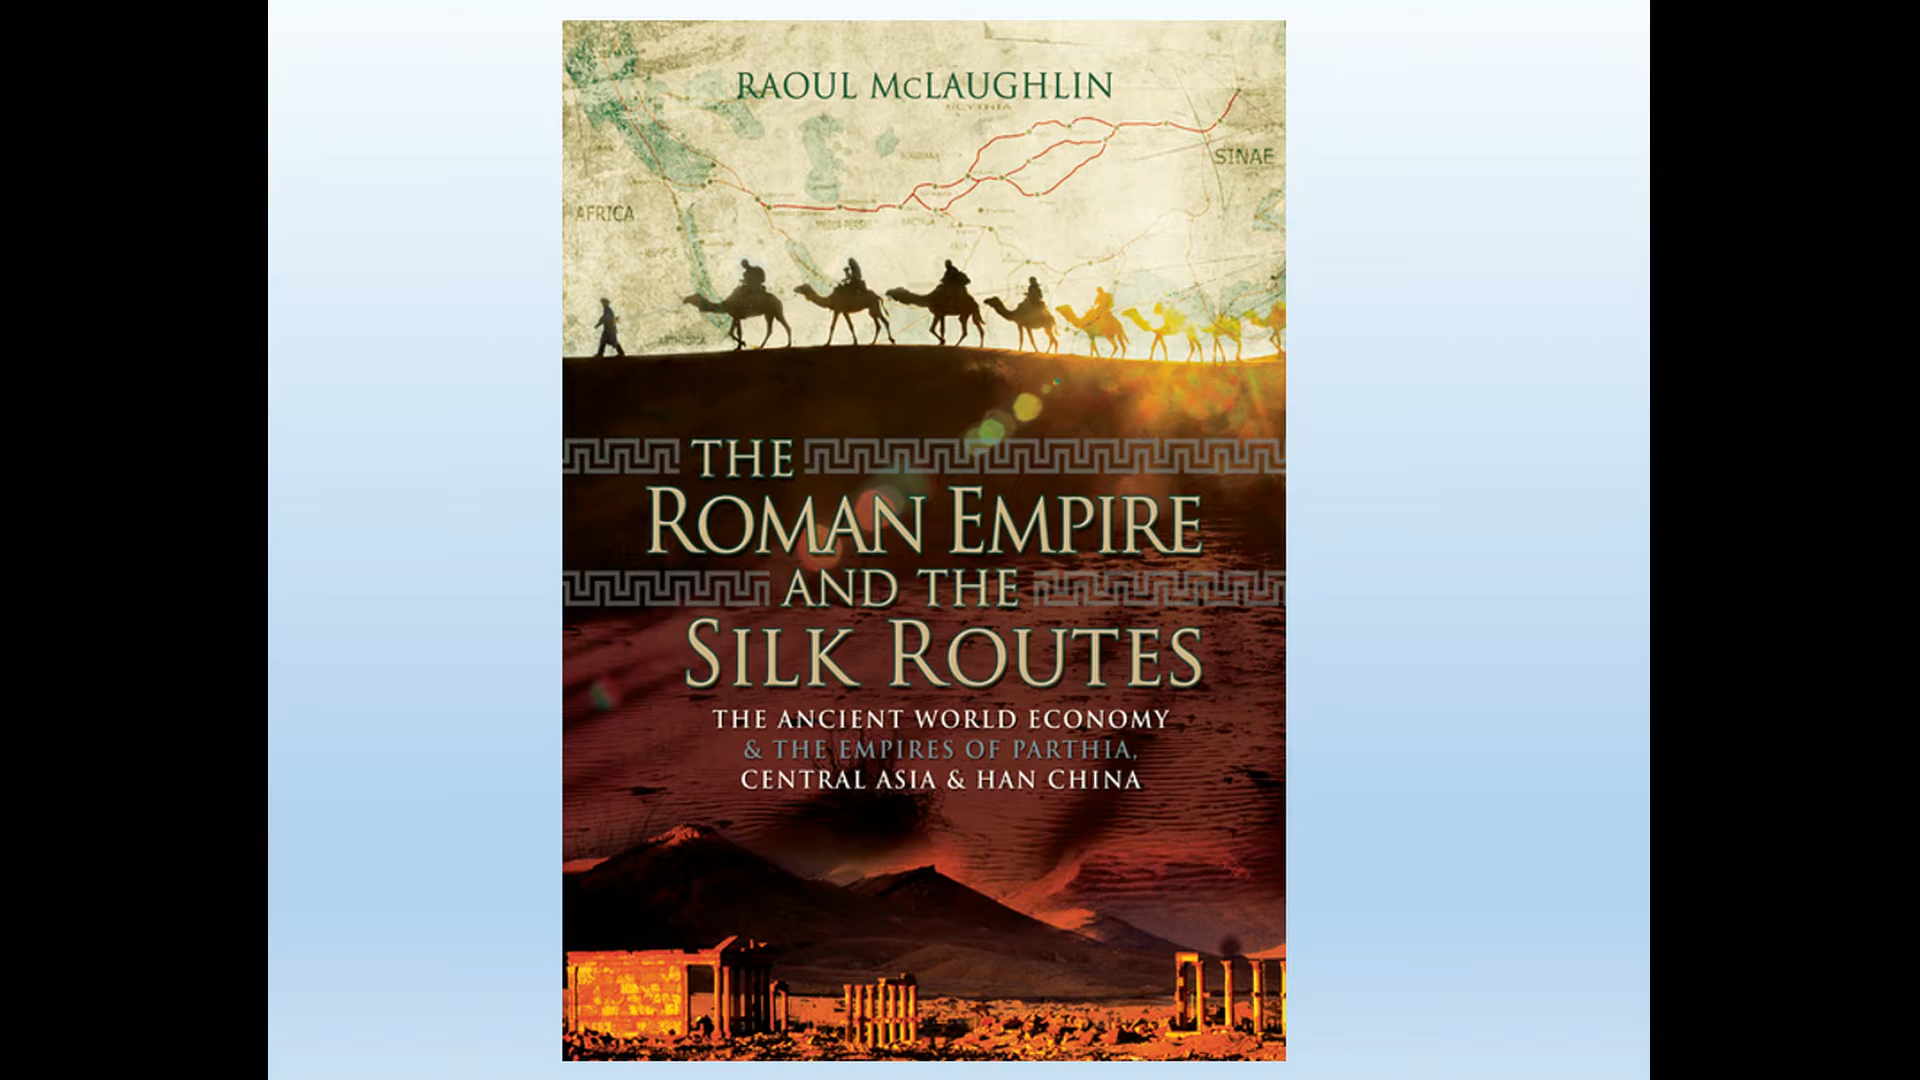 RAOUL McLAUGHLIN
SINAE
AFRICA
THE
ROMAN EMPIRE
AND THE
SILK ROUTES
THE ANCIENT WORLD ECONOMY
& THE EMPIRES OF PARTHIA,
CENTRAL ASIA & HAN CHINA